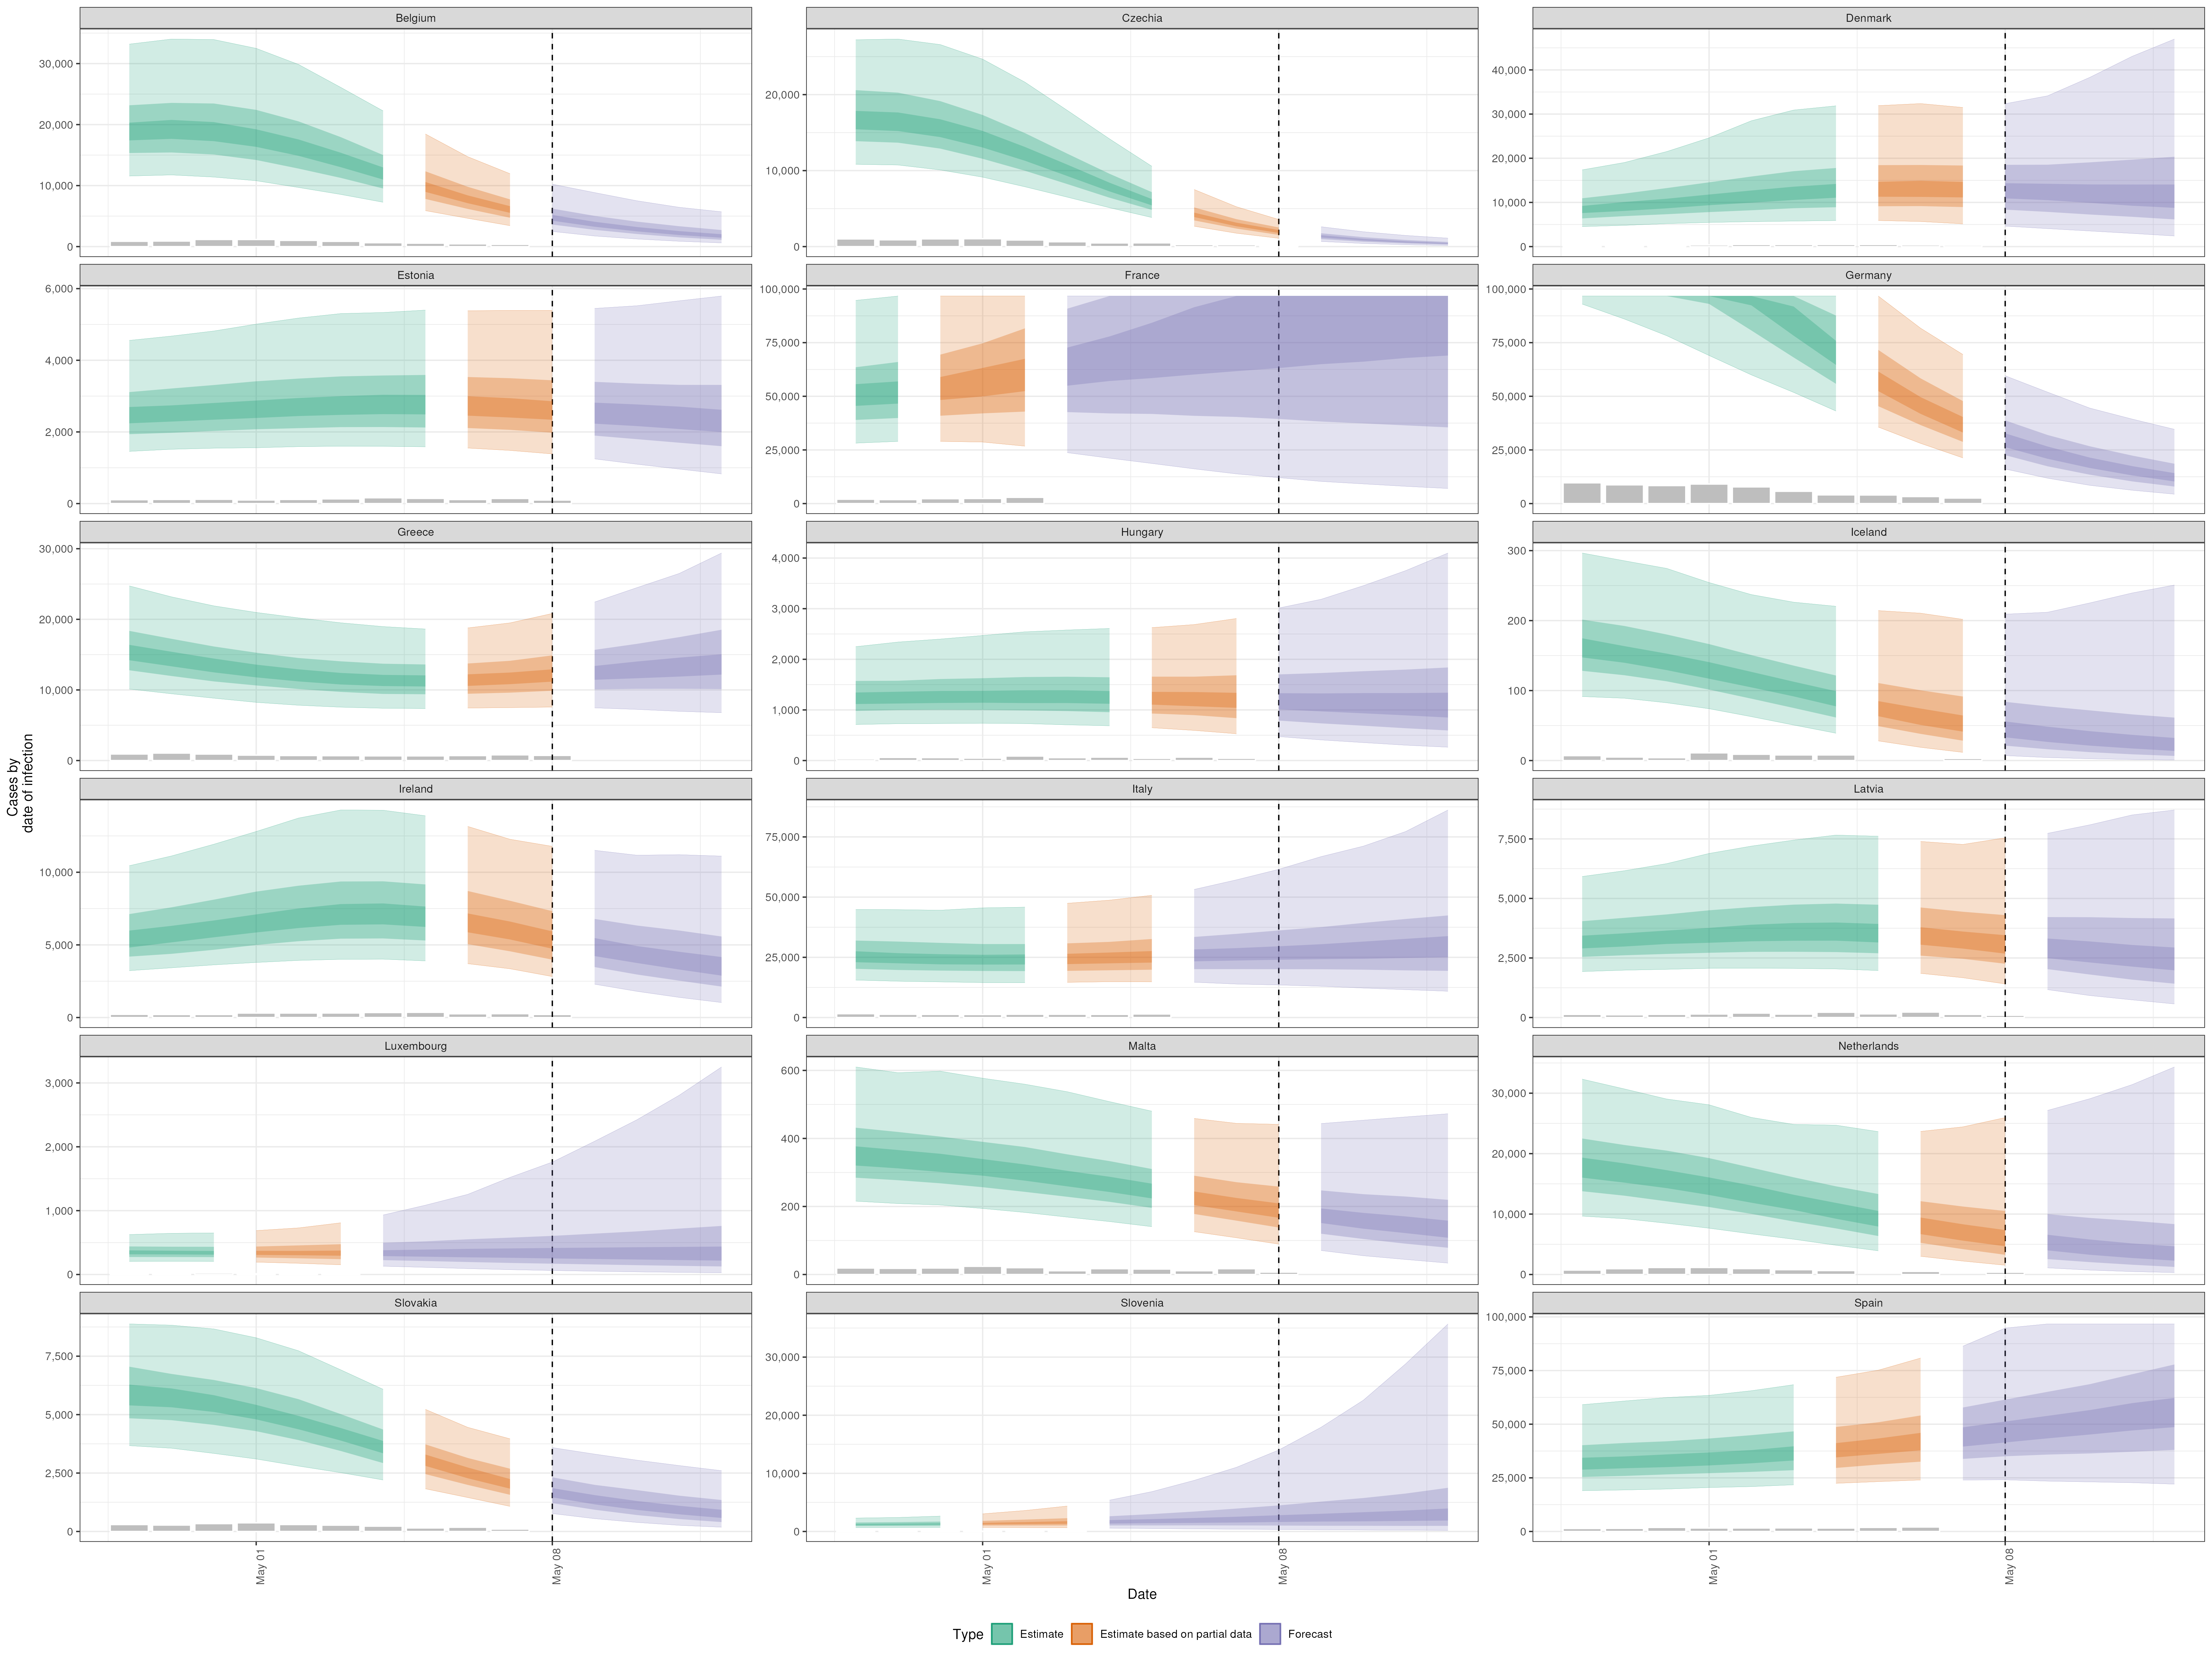 Belgium
Czechia
Denmark
30,000
20,000
10,000
0
20,000
10,000
0
40,000
30,000
20,000
10,000
0
Estonia
France
Germany
6,000
4,000
2,000
0
100,000
75,000
50,000
25,000
0
100,000
75,000
50,000
25,000
0
Greece
Hungary
Iceland
30,000
20,000
10,000
0
4,000
3,000
2,000
1,000
0
300
200
100
0
Cases by
date of infection
Ireland
Italy
Latvia
10,000
5,000
0
75,000
50,000
25,000
0
7,500
5,000
2,500
0
Luxembourg
Malta
Netherlands
3,000
2,000
1,000
0
600
400
200
0
30,000
20,000
10,000
0
Slovakia
Slovenia
Spain
7,500
5,000
2,500
0
30,000
20,000
10,000
0
100,000
75,000
50,000
25,000
0
May 01
May 08
May 01
May 08
May 01
May 08
Date
Type Estimate Estimate based on partial data Forecast